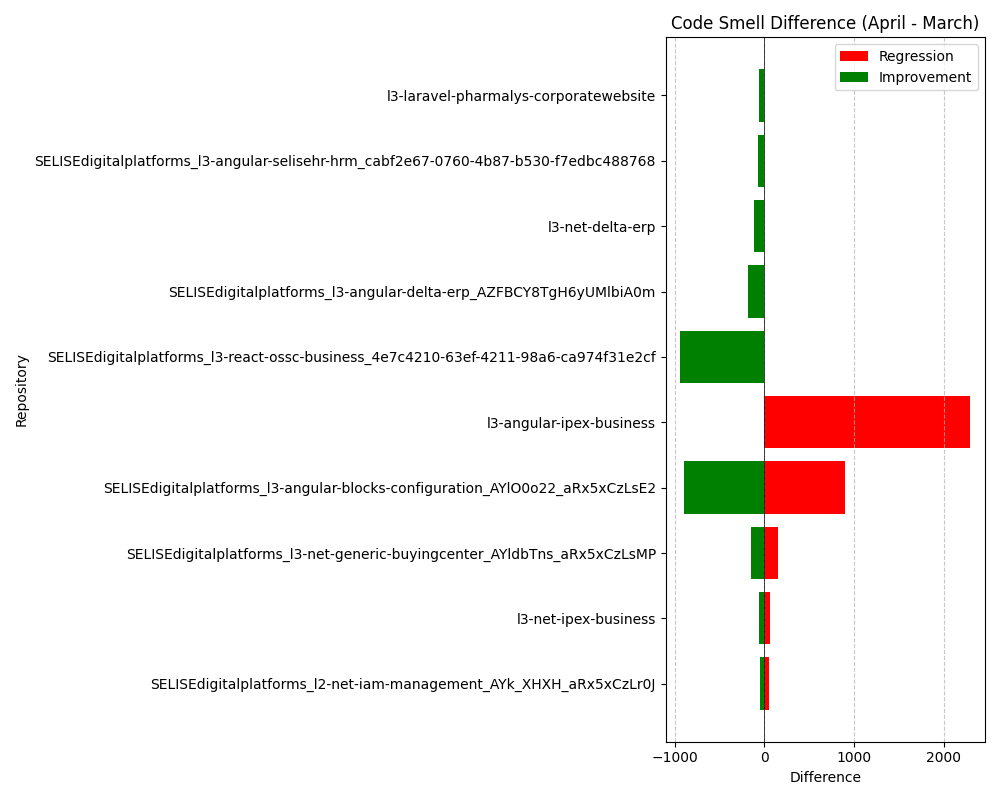 Code Smell Difference (April - March)
Regression
Improvement
l3-laravel-pharmalys-corporatewebsite
SELISEdigitalplatforms_l3-angular-selisehr-hrm_cabf2e67-0760-4b87-b530-f7edbc488768
l3-net-delta-erp
SELISEdigitalplatforms_l3-angular-delta-erp_AZFBCY8TgH6yUMlbiA0m
SELISEdigitalplatforms_l3-react-ossc-business_4e7c4210-63ef-4211-98a6-ca974f31e2cf
l3-angular-ipex-business
SELISEdigitalplatforms_l3-angular-blocks-configuration_AYlO0o22_aRx5xCzLsE2
SELISEdigitalplatforms_l3-net-generic-buyingcenter_AYldbTns_aRx5xCzLsMP
l3-net-ipex-business
SELISEdigitalplatforms_l2-net-iam-management_AYk_XHXH_aRx5xCzLr0J
Repository
−1000 0 1000 2000
Difference